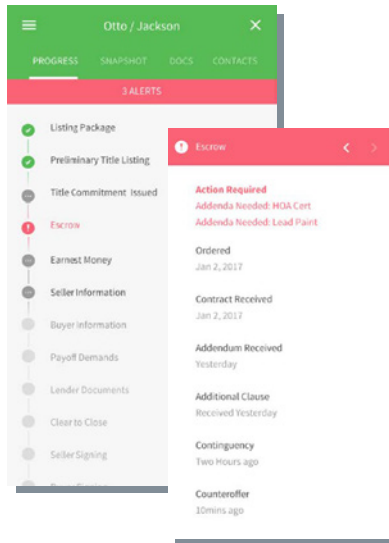 Otto / Jackson
PROGRESS SNAPSHOT DOCS CONTACTS
3 ALERTS
Listing Package
Preliminary Title Listing
Title Commitment Issued
Escrow
Earnest Money
Seller Information
Buyer Information
Payoff Demands
Lender Documents
Clear to Close
Seller Signing
Escrow
Action Required
Addenda Needed: HOA Cert
Addenda Needed: Lead Paint
Ordered
Jan 2, 2017
Contract Received
Jan 2, 2017
Addendum Received
Yesterday
Additional Clause
Received Yesterday
Continguency
Two Hours ago
Counteroffer
10mins ago